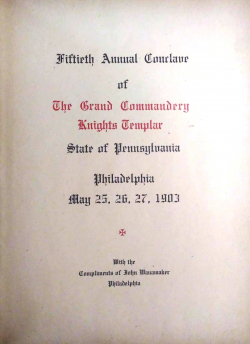 Fiftieth Annual Conclave
of
The Grand Commandery
Knights Templar
State of Pennsylvania
Philadelphia
May 25, 26, 27, 1903
With the
Compliments of John Wanamaker
Philadelphia